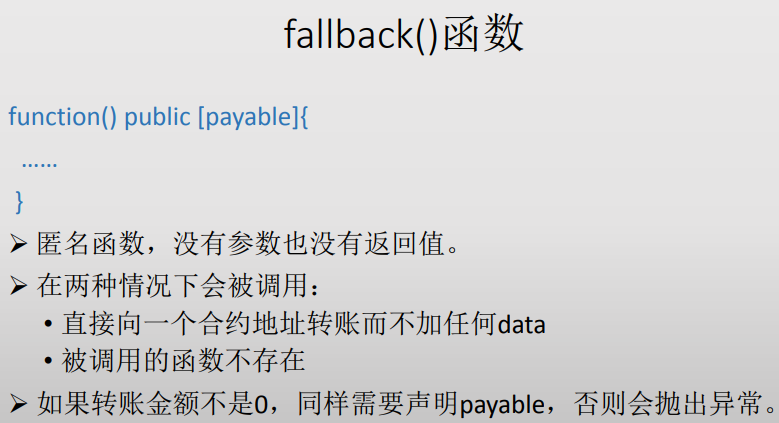 fallback()函数
function() public [payable]{
……
}
➢ 匿名函数，没有参数也没有返回值。
➢ 在两种情况下会被调用：
• 直接向一个合约地址转账而不加任何data
• 被调用的函数不存在
➢ 如果转账金额不是0，同样需要声明payable，否则会抛出异常。